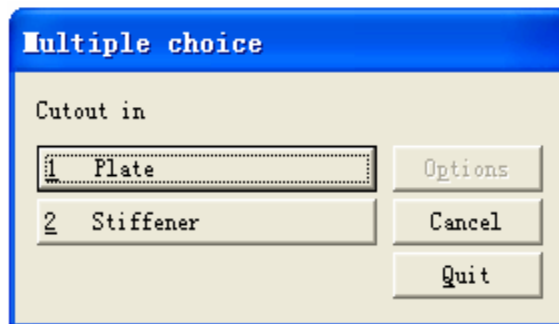 Multiple choice
Cutout in
1 Plate
Options
2 Stiffener
Cancel
Quit